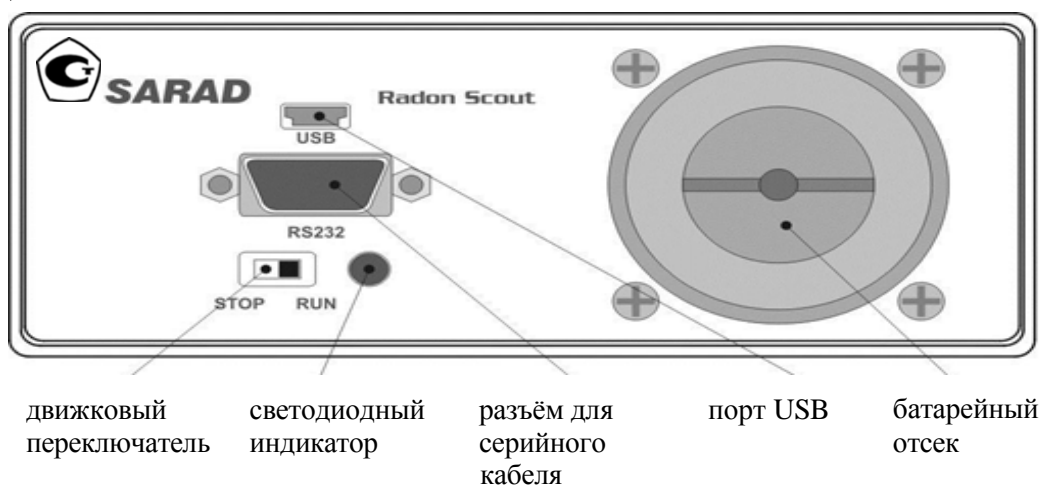 SARAD
Radon Scout
USB
RS232
STOP RUN
движковый переключатель
светодиодный индикатор
разъём для серийного кабеля
порт USB
батарейный отсек